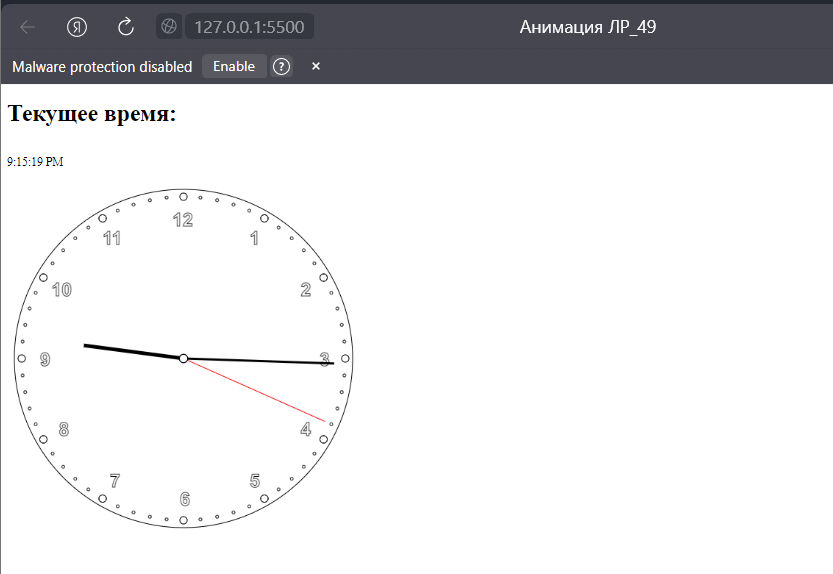 Я 127.0.0.1:5500 Анимация ЛР_49
Malware protection disabled Enable ? ×
Текущее время:
9:15:19 PM
12
11 1
10 2
9 3
8 4
7 5
6